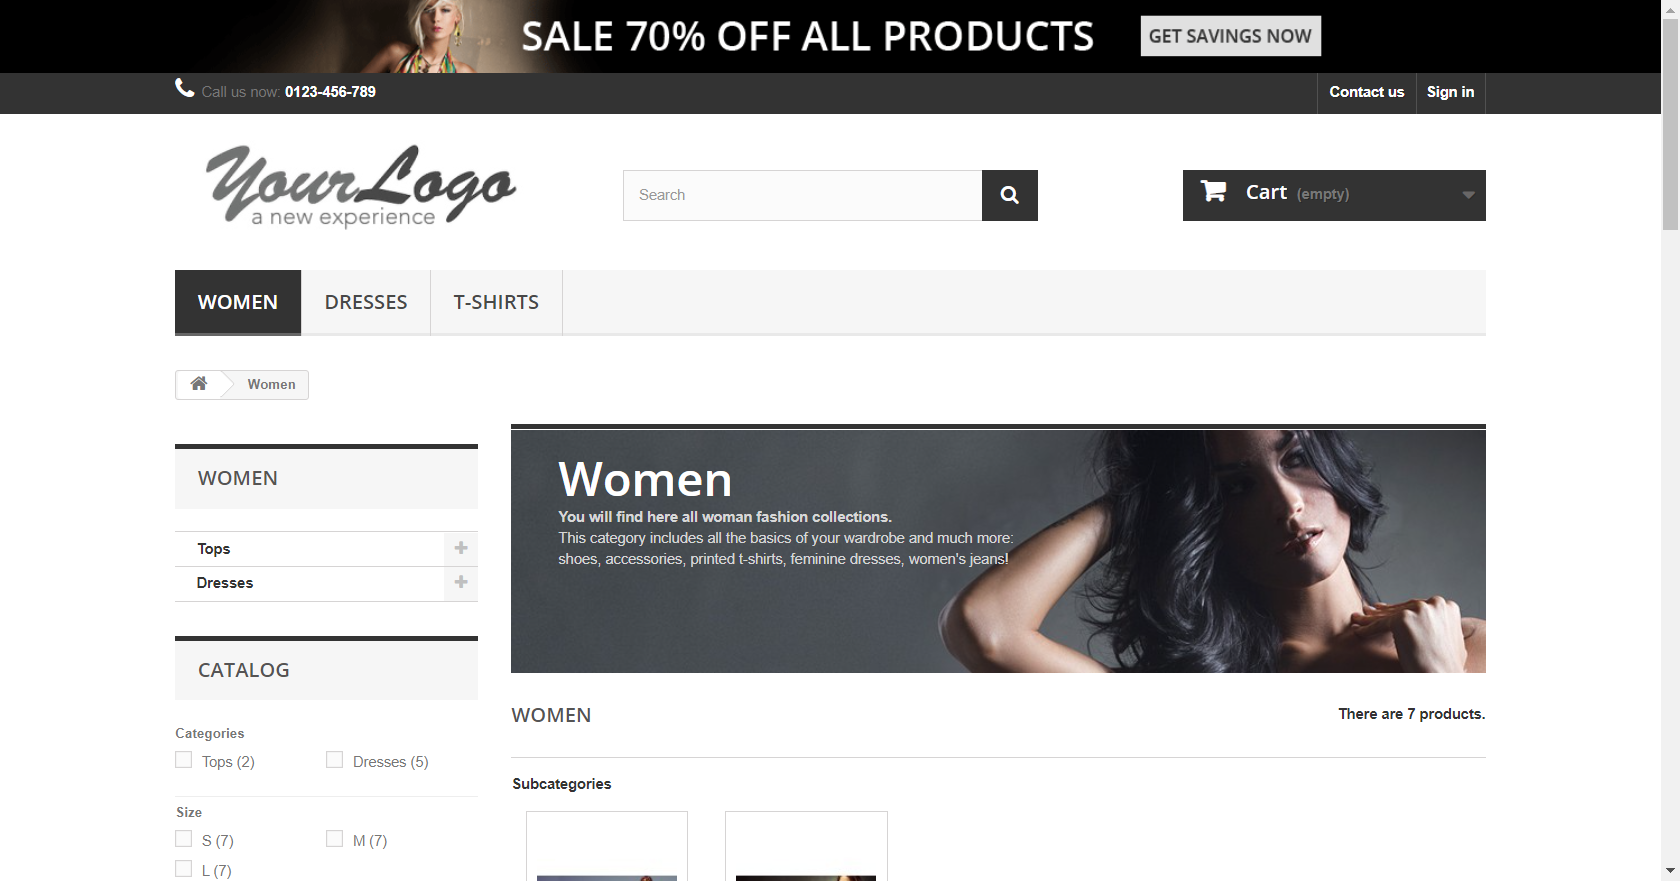 SALE 70% OFF ALL PRODUCTS GET SAVINGS NOW
Call us now: 0123-456-789 Contact us Sign in
Your Logo
a new experience
Search
Cart (empty)
WOMEN DRESSES T-SHIRTS
Women
WOMEN
Tops
Dresses
CATALOG
Categories
Tops (2) Dresses (5)
Size
S (7) M (7)
L (7)
Women
You will find here all woman fashion collections.
This category includes all the basics of your wardrobe and much more:
shoes, accessories, printed t-shirts, feminine dresses, women's jeans!
WOMEN There are 7 products.
Subcategories